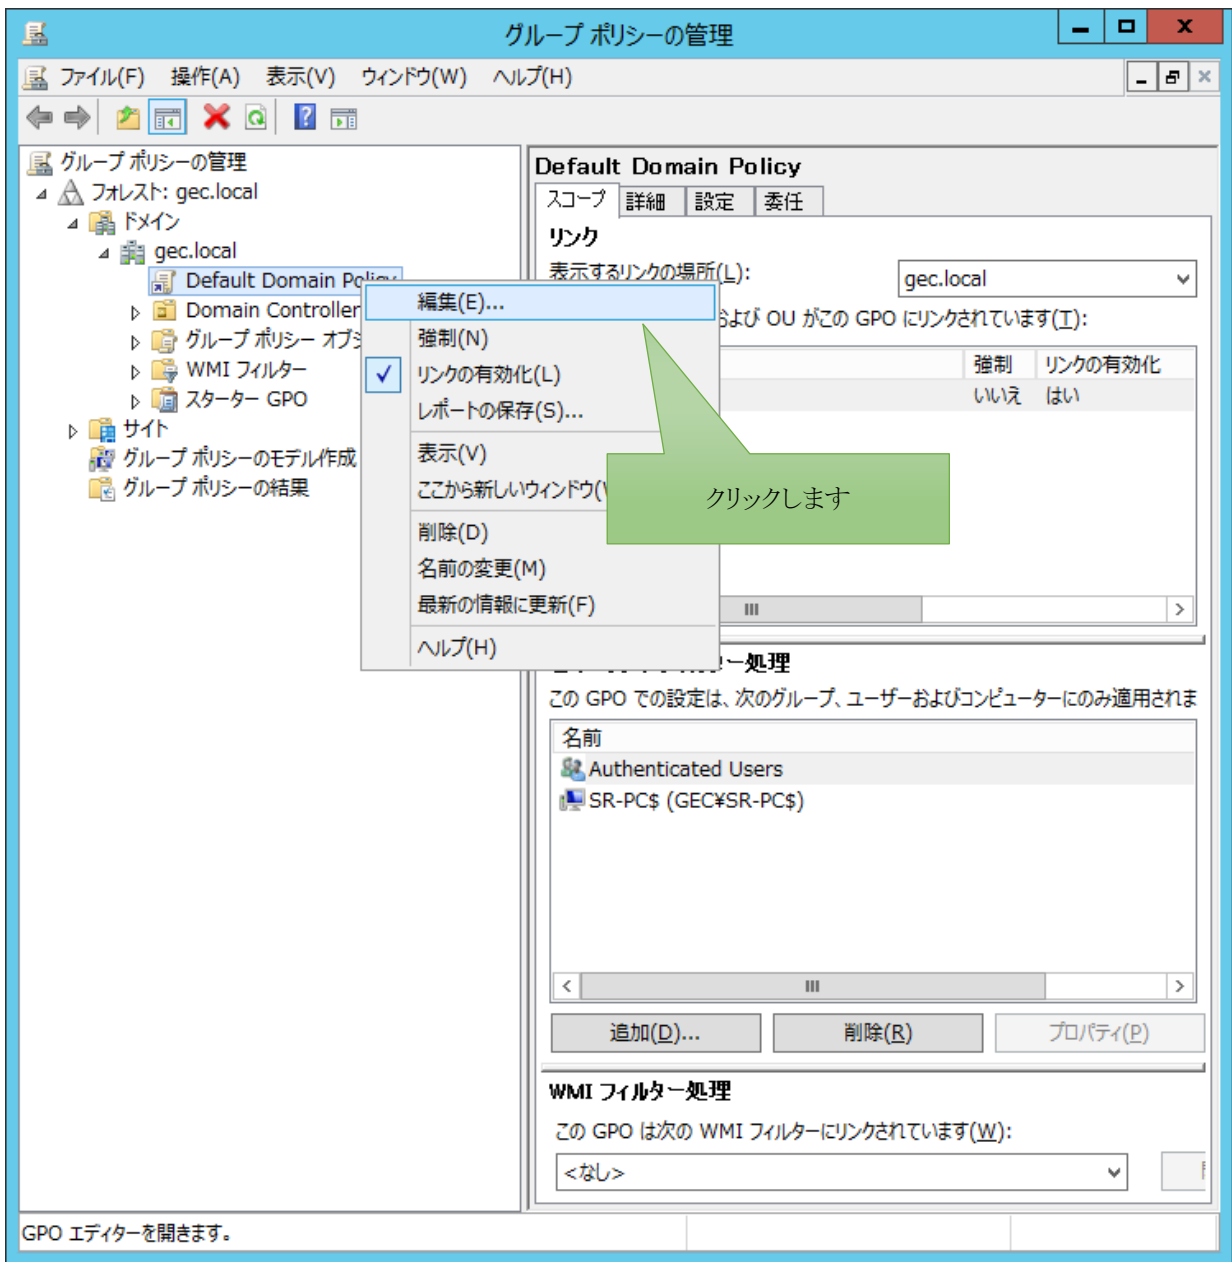 グループ ポリシーの管理
ファイル(F) 操作(A) 表示(V) ウィンドウ(W) ヘルプ(H)
グループ ポリシーの管理
フォレスト: gec.local
ドメイン
gec.local
Default Domain Policy
Domain Controller
グループ ポリシー オブジ
WMI フィルター
スターター GPO
サイト
グループ ポリシーのモデル作成
グループ ポリシーの結果
編集(E)...
強制(N)
リンクの有効化(L)
レポートの保存(S)...
表示(V)
ここから新しいウィンドウ(
削除(D)
名前の変更(M)
最新の情報に更新(F)
ヘルプ(H)
クリックします
Default Domain Policy
スコープ 詳細 設定 委任
リンク
表示するリンクの場所(L):
gec.local
および OU がこの GPO にリンクされています(T):
強制 リンクの有効化
いいえ はい
ー処理
この GPO での設定は、次のグループ、ユーザーおよびコンピューターにのみ適用されま
名前
Authenticated Users
SR-PC$ (GEC¥SR-PC$)
追加(D)... 削除(R) プロパティ(P)
WMI フィルター処理
この GPO は次の WMI フィルターにリンクされています(W):
<なし>
GPO エディターを開きます。